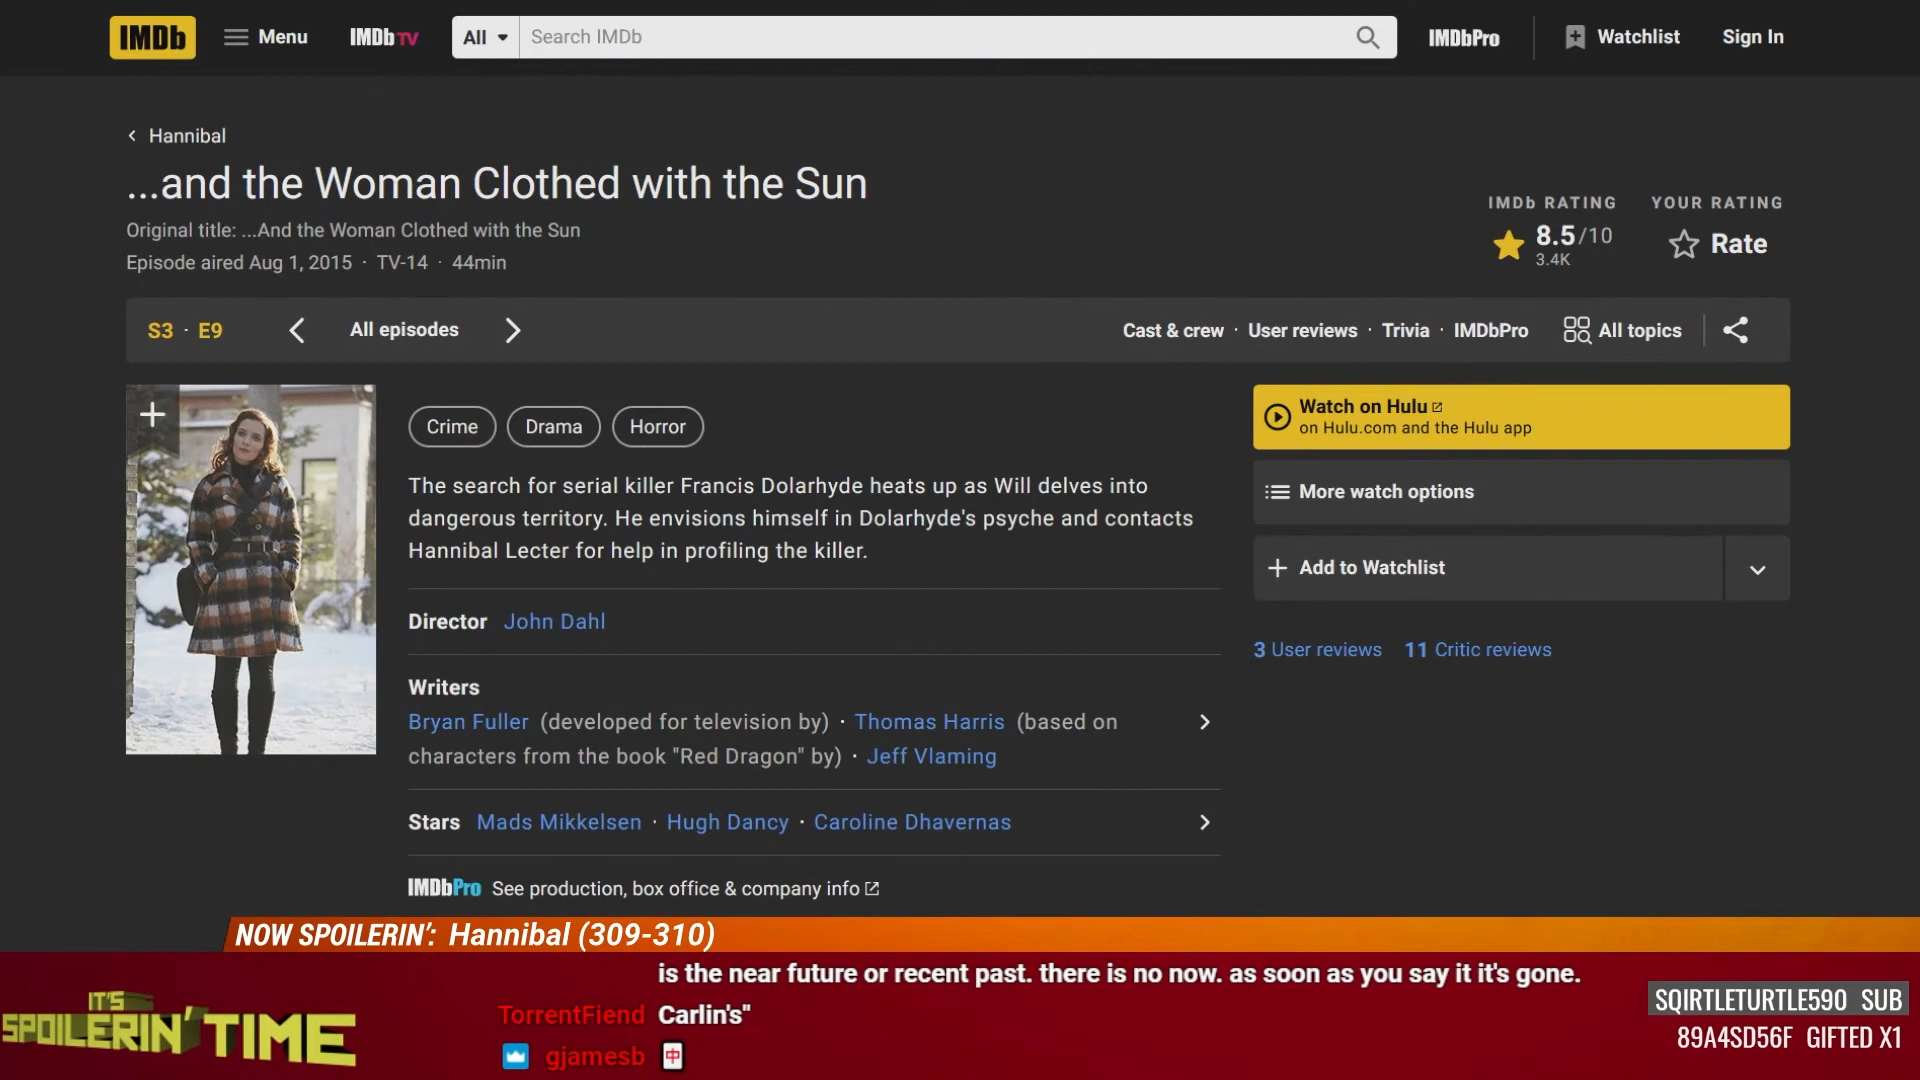 IMDb
Menu
IMDb TV
All
Search IMDb
IMDbPro
Watchlist
Sign In
Hannibal
...and the Woman Clothed with the Sun
Original title: ...And the Woman Clothed with the Sun
Episode aired Aug 1, 2015 · TV-14 · 44min
IMDb RATING
8.5/10
3.4K
YOUR RATING
Rate
S3 · E9
All episodes
Cast & crew · User reviews · Trivia · IMDbPro
All topics
Crime
Drama
Horror
The search for serial killer Francis Dolarhyde heats up as Will delves into
dangerous territory. He envisions himself in Dolarhyde's psyche and contacts
Hannibal Lecter for help in profiling the killer.
Director John Dahl
Writers
Bryan Fuller (developed for television by) · Thomas Harris (based on
characters from the book "Red Dragon" by) · Jeff Vlaming
Stars Mads Mikkelsen · Hugh Dancy · Caroline Dhavernas
IMDbPro See production, box office & company info
Watch on Hulu
on Hulu.com and the Hulu app
More watch options
Add to Watchlist
3 User reviews 11 Critic reviews
NOW SPOILERIN': Hannibal (309-310)
IT'S
SPOILERIN' TIME
is the near future or recent past. there is no now. as soon as you say it it's gone.
TorrentFiend Carlin's"
gjamesb 中
SQIRTLETURTLE590 SUB
89A4SD56F GIFTED X1